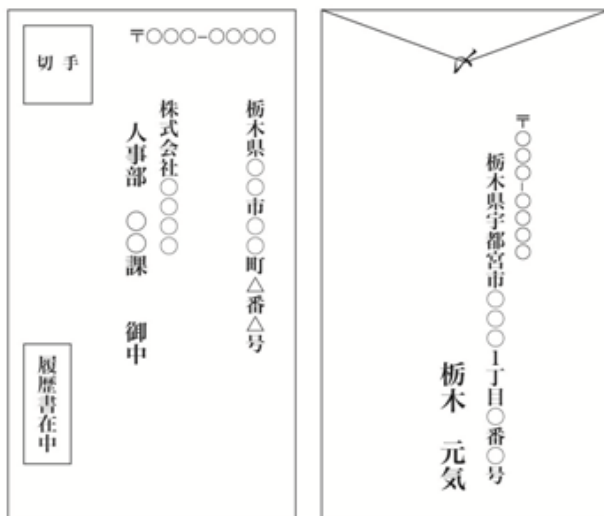 切手
〒○○○-○○○○
栃木県○○市○○町△番△号
株式会社○○○○
人事部　○○課　御中
履歴書在中
〆
〒○○○-○○○○
栃木県宇都宮市○○○1丁目○番○号
栃木　元気